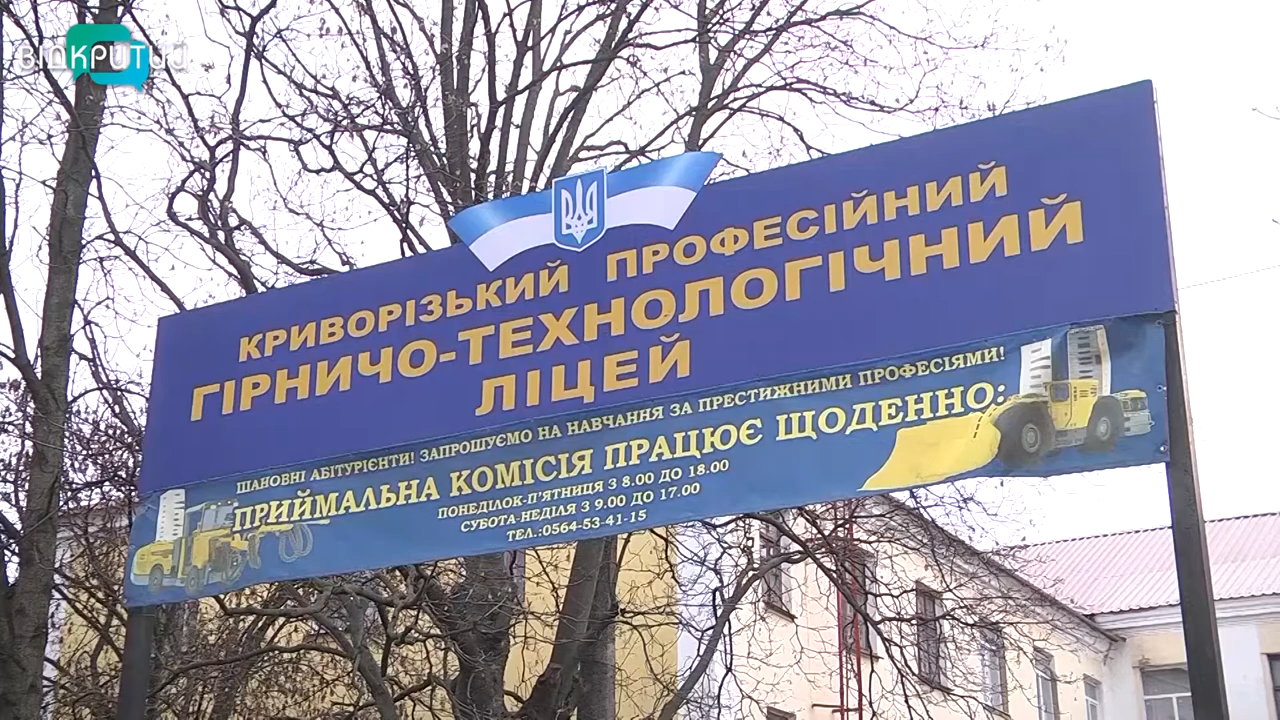 ВІДКРИТИЙ
КРИВОРІЗЬКИЙ ПРОФЕСІЙНИЙ
ГІРНИЧО-ТЕХНОЛОГІЧНИЙ
ЛІЦЕЙ
ШАНОВНІ АБІТУРІЄНТИ! ЗАПРОШУЄМО НА НАВЧАННЯ ЗА ПРЕСТИЖНИМИ ПРОФЕСІЯМИ!
ПРИЙМАЛЬНА КОМІСІЯ ПРАЦЮЄ ЩОДЕННО:
ПОНЕДІЛОК-П'ЯТНИЦЯ З 8.00 ДО 18.00
СУБОТА-НЕДІЛЯ З 9.00 ДО 17.00
ТЕЛ.:0564-53-41-15